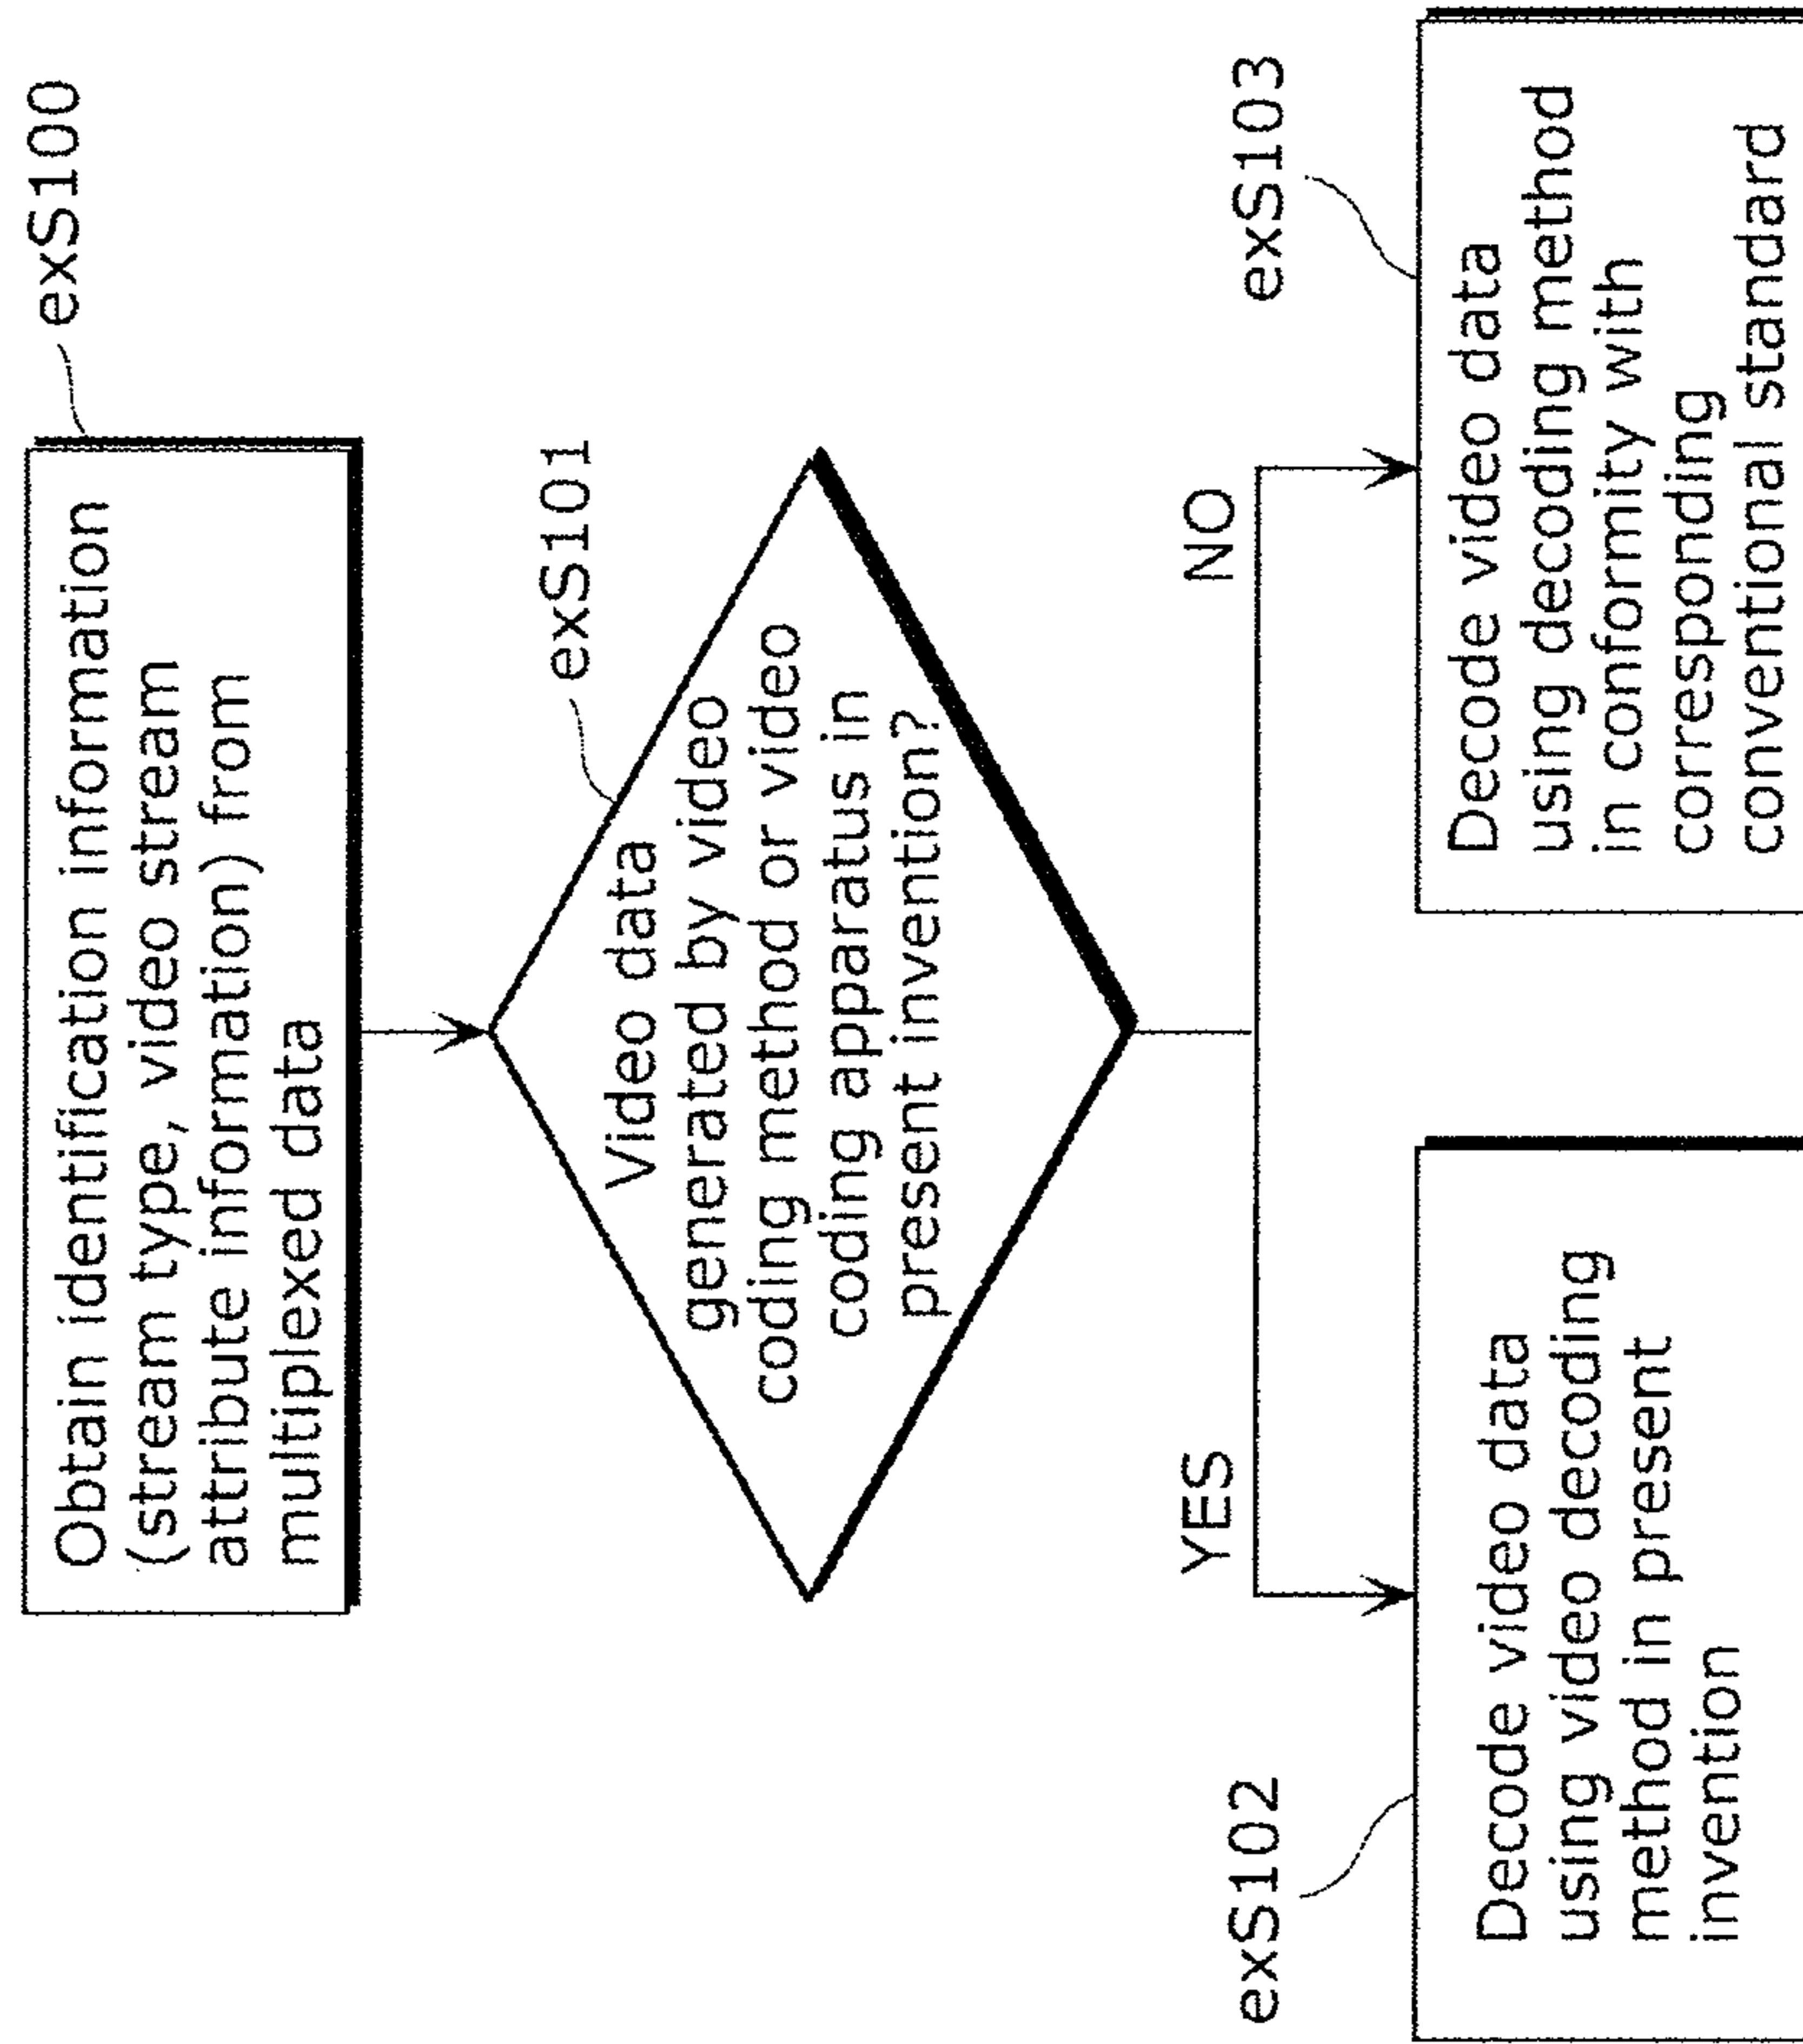 exS100
Obtain identification information
(stream type, video stream
attribute information) from
multiplexed data
exS101
Video data
generated by video
coding method or video
coding apparatus in
present invention?
YES
NO
exS102
Decode video data
using video decoding
method in present
invention
exS103
Decode video data
using decoding method
in conformity with
corresponding
conventional standard